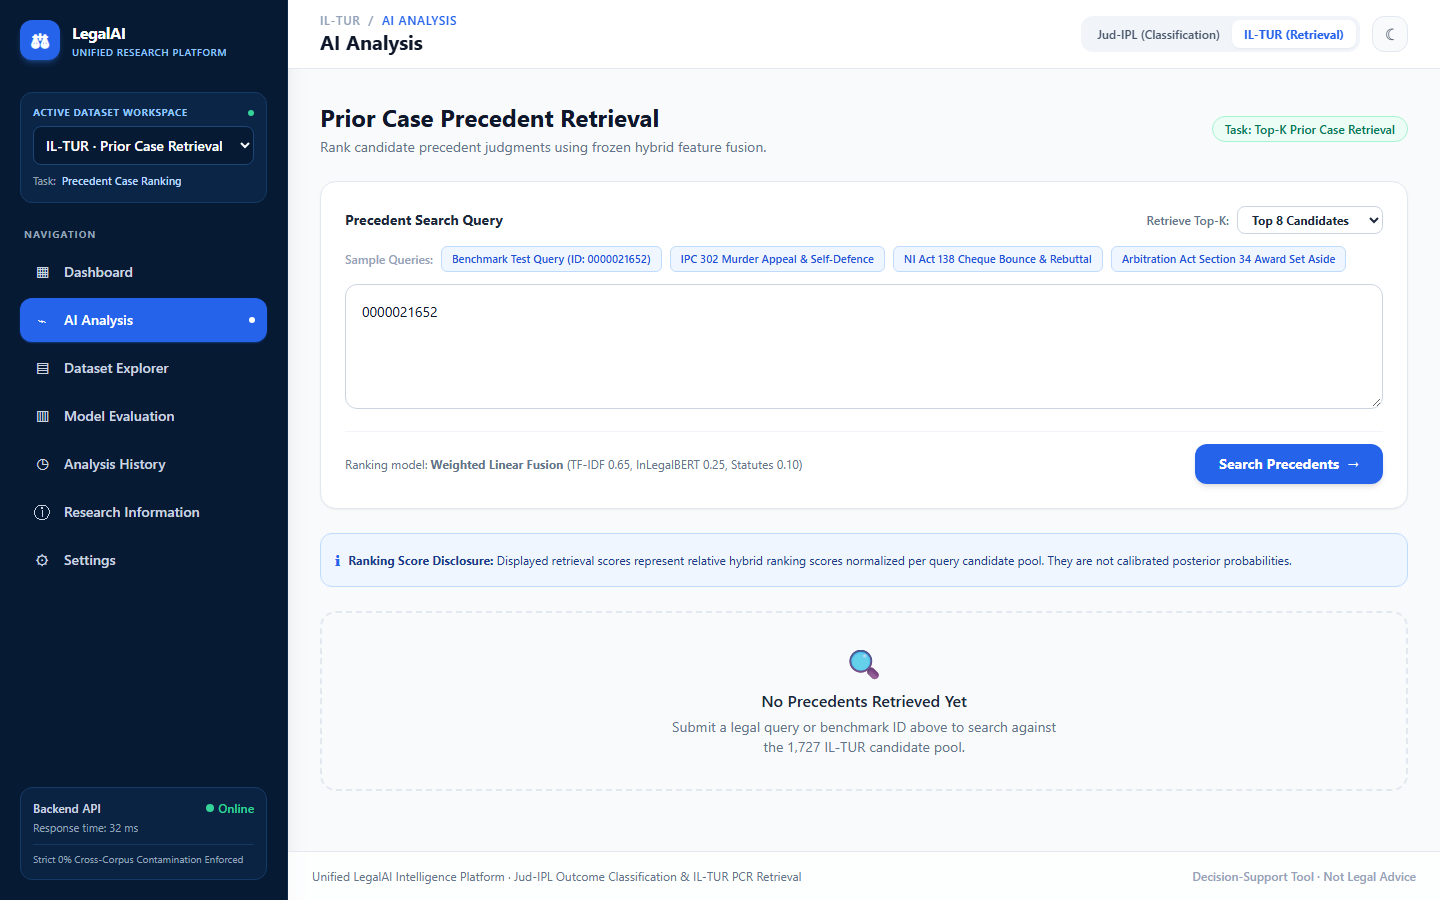 LegalAI
UNIFIED RESEARCH PLATFORM
ACTIVE DATASET WORKSPACE
IL-TUR · Prior Case Retrieval
Task: Precedent Case Ranking
NAVIGATION
Dashboard
AI Analysis
Dataset Explorer
Model Evaluation
Analysis History
Research Information
Settings
Backend API
Online
Response time: 32 ms
Strict 0% Cross-Corpus Contamination Enforced
IL-TUR / AI ANALYSIS
AI Analysis
Jud-IPL (Classification)
IL-TUR (Retrieval)
Prior Case Precedent Retrieval
Rank candidate precedent judgments using frozen hybrid feature fusion.
Task: Top-K Prior Case Retrieval
Precedent Search Query
Retrieve Top-K: Top 8 Candidates
Sample Queries: Benchmark Test Query (ID: 0000021652) IPC 302 Murder Appeal & Self-Defence NI Act 138 Cheque Bounce & Rebuttal Arbitration Act Section 34 Award Set Aside
0000021652
Ranking model: Weighted Linear Fusion (TF-IDF 0.65, InLegalBERT 0.25, Statutes 0.10)
Search Precedents →
Ranking Score Disclosure: Displayed retrieval scores represent relative hybrid ranking scores normalized per query candidate pool. They are not calibrated posterior probabilities.
No Precedents Retrieved Yet
Submit a legal query or benchmark ID above to search against
the 1,727 IL-TUR candidate pool.
Unified LegalAI Intelligence Platform · Jud-IPL Outcome Classification & IL-TUR PCR Retrieval
Decision-Support Tool · Not Legal Advice